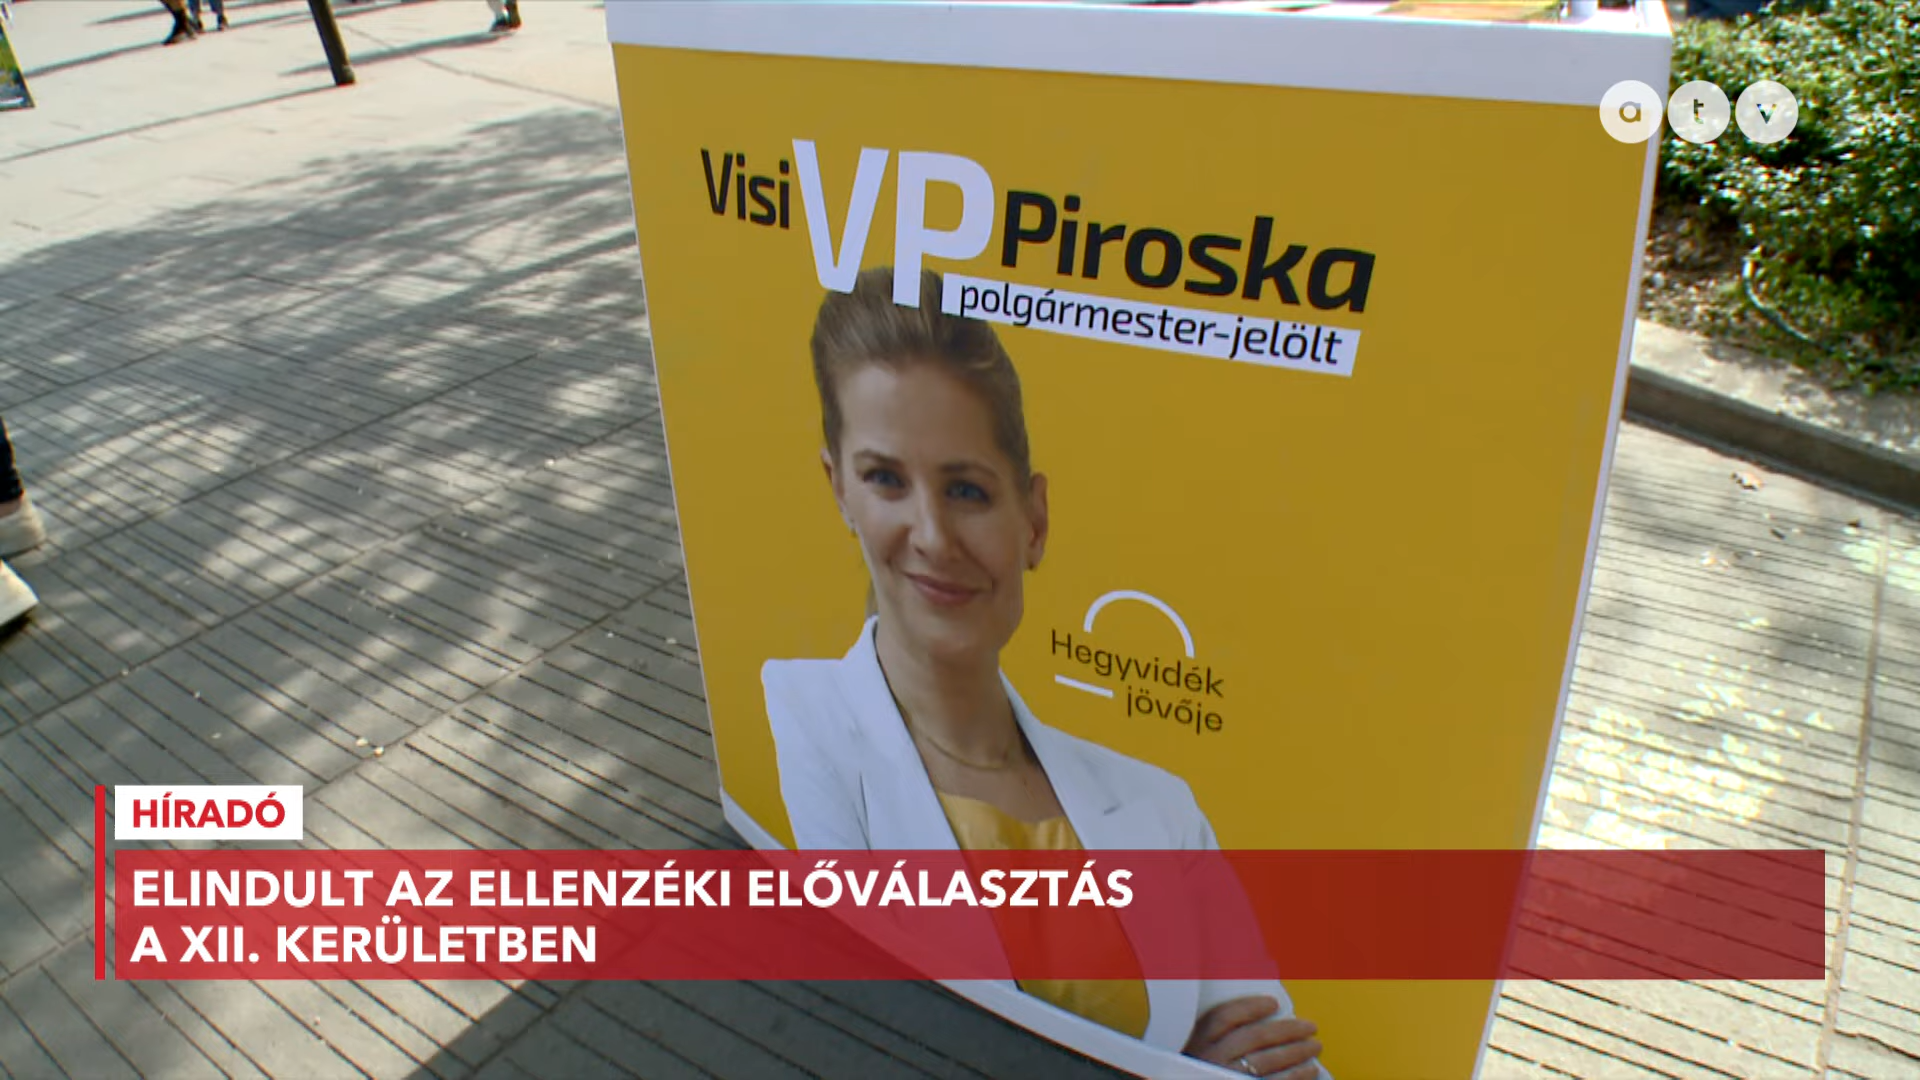 atv
Visi VP Piroska
polgármester-jelölt
Hegyvidék
jövője
HÍRADÓ
ELINDULT AZ ELLENZÉKI ELŐVÁLASZTÁS
A XII. KERÜLETBEN